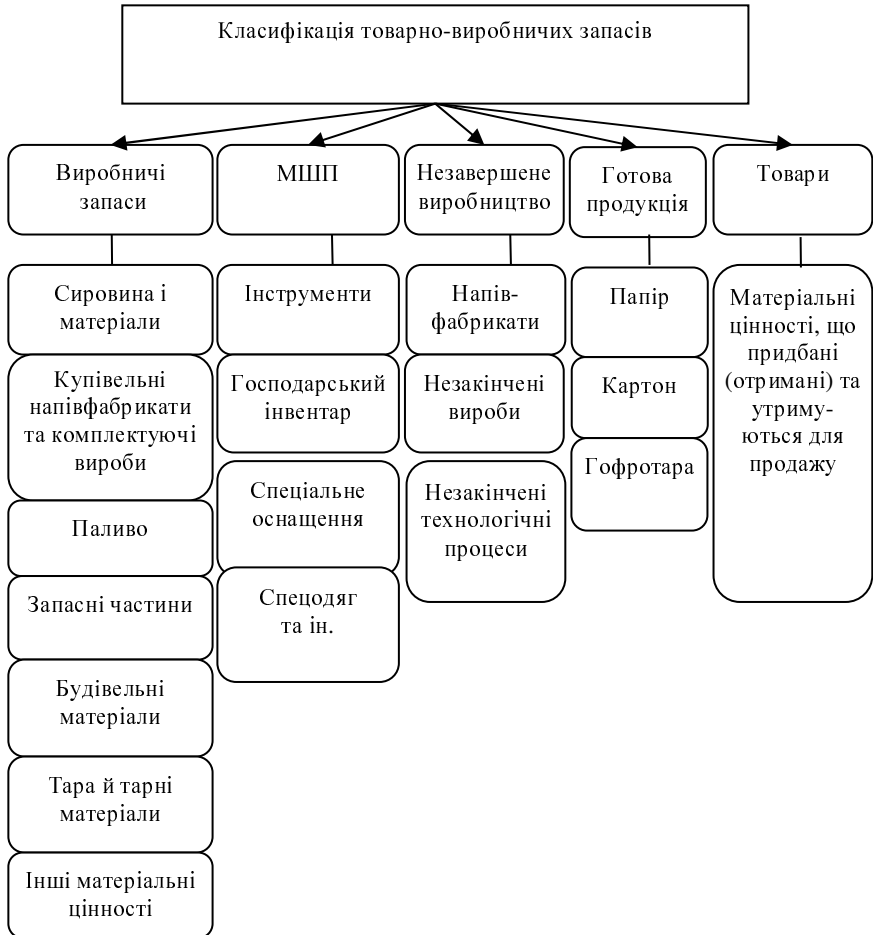 Класифікація товарно-виробничих запасів
Виробничі
запаси
МШП
Незавершене
виробництво
Готова
продукція
Товари
Сировина і
матеріали
Купівельні
напівфабрикати
та комплектуючі
вироби
Паливо
Запасні частини
Будівельні
матеріали
Тара й тарні
матеріали
Інші матеріальні
цінності
Інструменти
Господарський
інвентар
Спеціальне
оснащення
Спецодяг
та ін.
Напів-
фабрикати
Незакінчені
вироби
Незакінчені
технологічні
процеси
Папір
Картон
Гофротара
Матеріальні
цінності, що
придбані
(отримані) та
утриму-
ються для
продажу